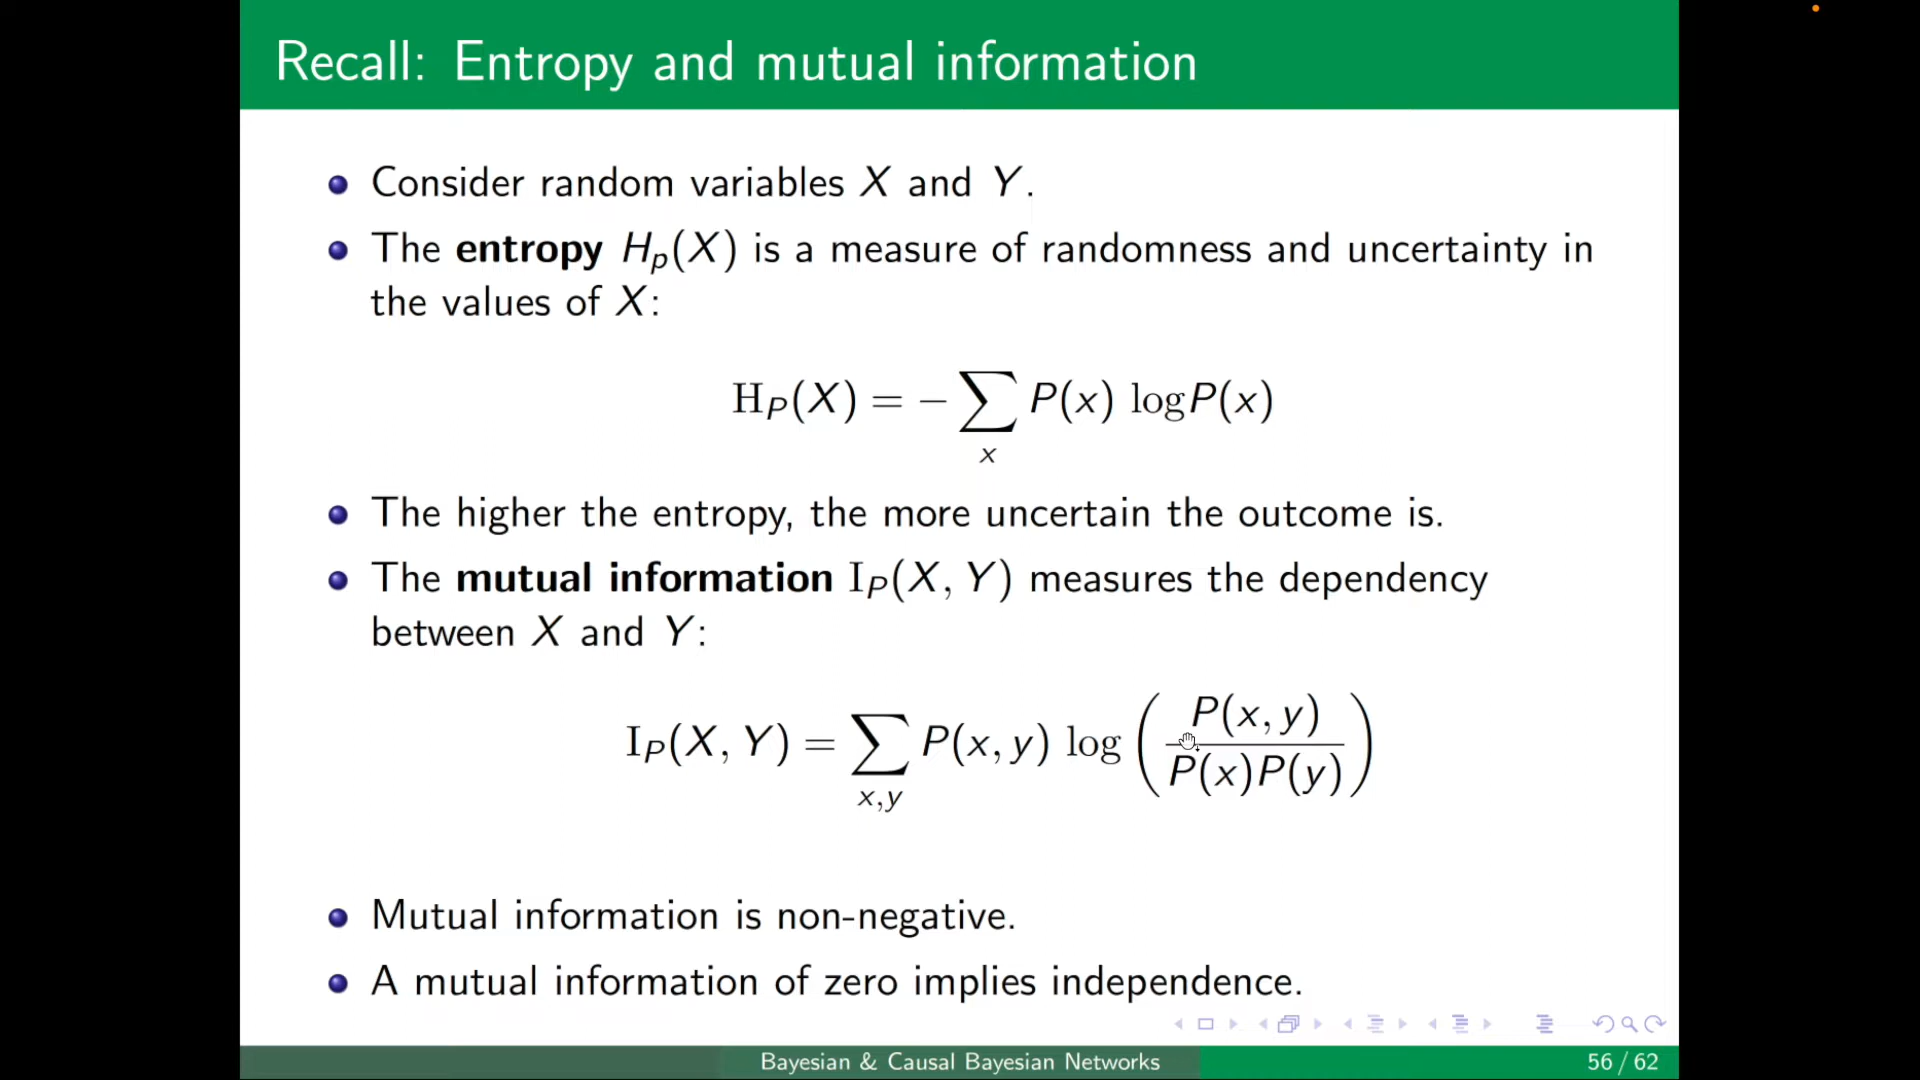 Recall: Entropy and mutual information
Consider random variables X and Y.
The entropy H_p(X) is a measure of randomness and uncertainty in
the values of X:
H_P(X) = − ∑_x P(x) log P(x)
The higher the entropy, the more uncertain the outcome is.
The mutual information I_P(X, Y) measures the dependency
between X and Y:
I_P(X, Y) = ∑_{x,y} P(x, y) log ( P(x, y) / P(x)P(y) )
Mutual information is non-negative.
A mutual information of zero implies independence.
Bayesian & Causal Bayesian Networks 56 / 62